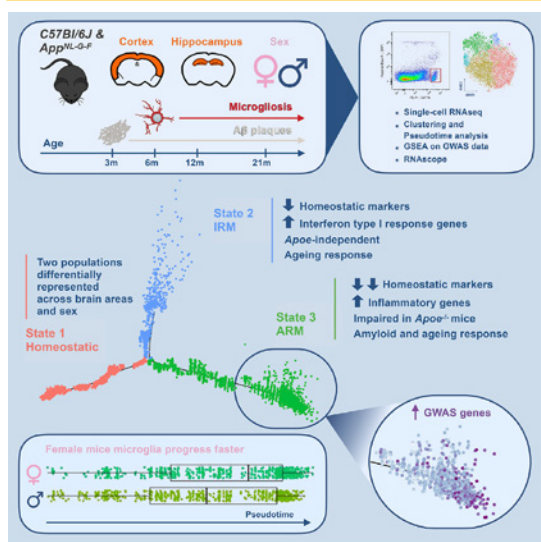 C57Bl/6J &
App^NL-G-F
Cortex
Hippocampus
Sex
Microgliosis
Aβ plaques
Age
3m
6m
12m
21m
Single-cell RNAseq
Clustering and
Pseudotime analysis
GSEA on GWAS data
RNAscope
State 2
IRM
Homeostatic markers
Interferon type I response genes
Apoe-independent
Ageing response
Two populations
differentially
represented
across brain areas
and sex
State 1
Homeostatic
State 3
ARM
Homeostatic markers
Inflammatory genes
Impaired in Apoe-/- mice
Amyloid and ageing response
GWAS genes
Female mice microglia progress faster
Pseudotime